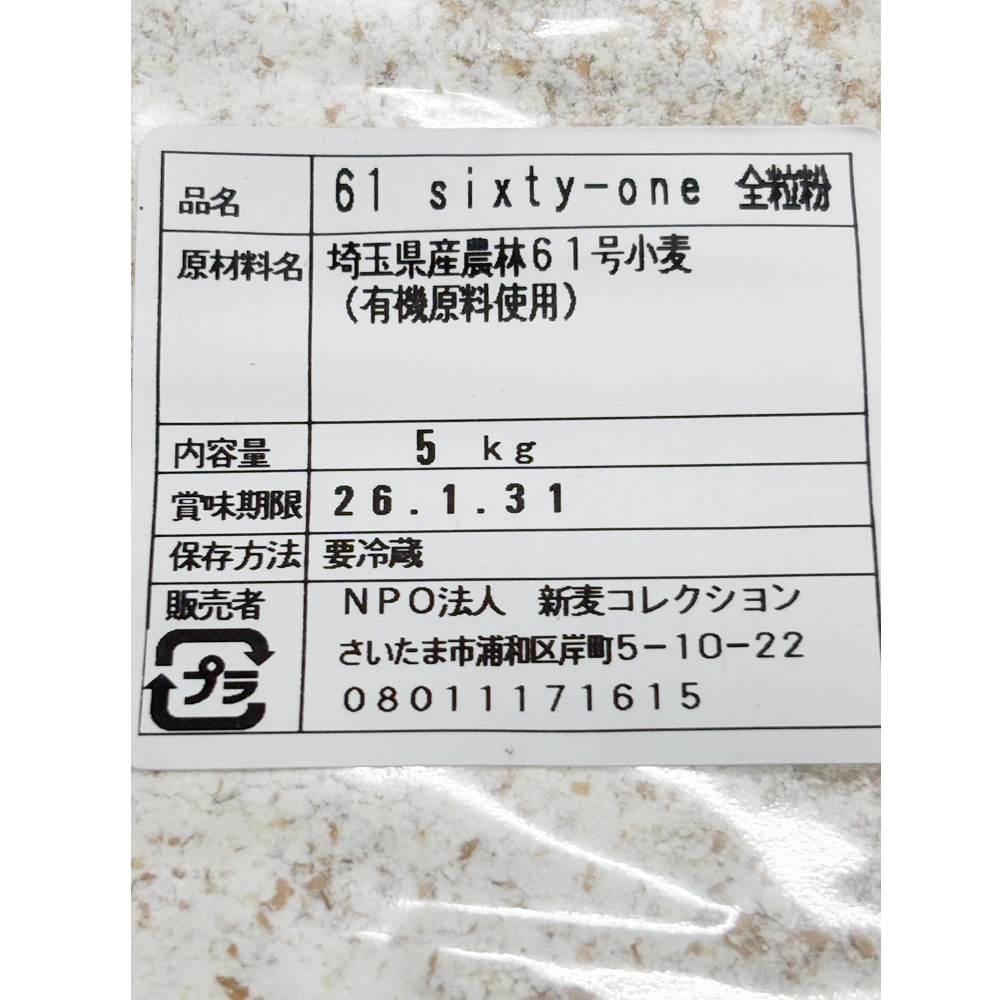 品名 61 sixty-one 全粒粉
原材料名 埼玉県産農林61号小麦
（有機原料使用）
内容量 5 kg
賞味期限 26.1.31
保存方法 要冷蔵
販売者 NPO法人 新麦コレクション
さいたま市浦和区岸町5-10-22
08011171615
プラ